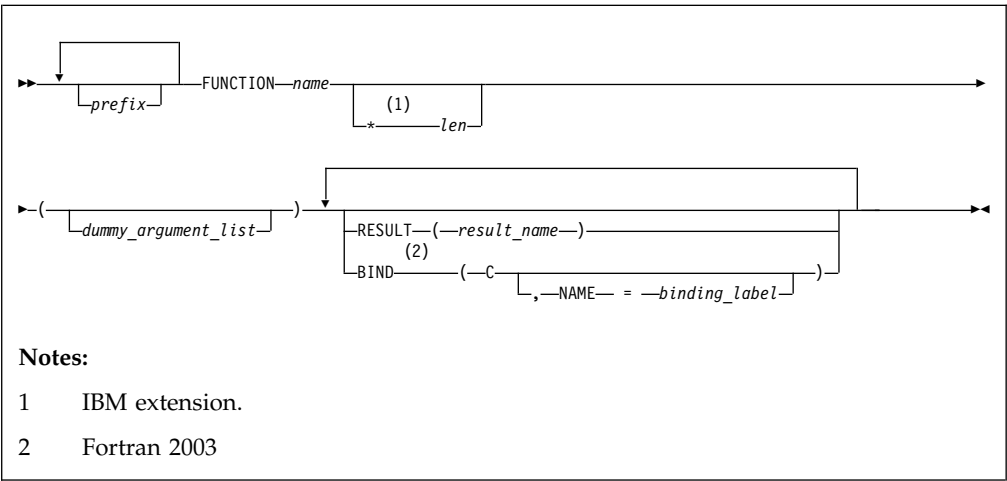 FUNCTION name
prefix
(1)
* len
( )
dummy_argument_list
RESULT ( result_name )
(2)
BIND ( C )
, NAME = binding_label
Notes:
1 IBM extension.
2 Fortran 2003